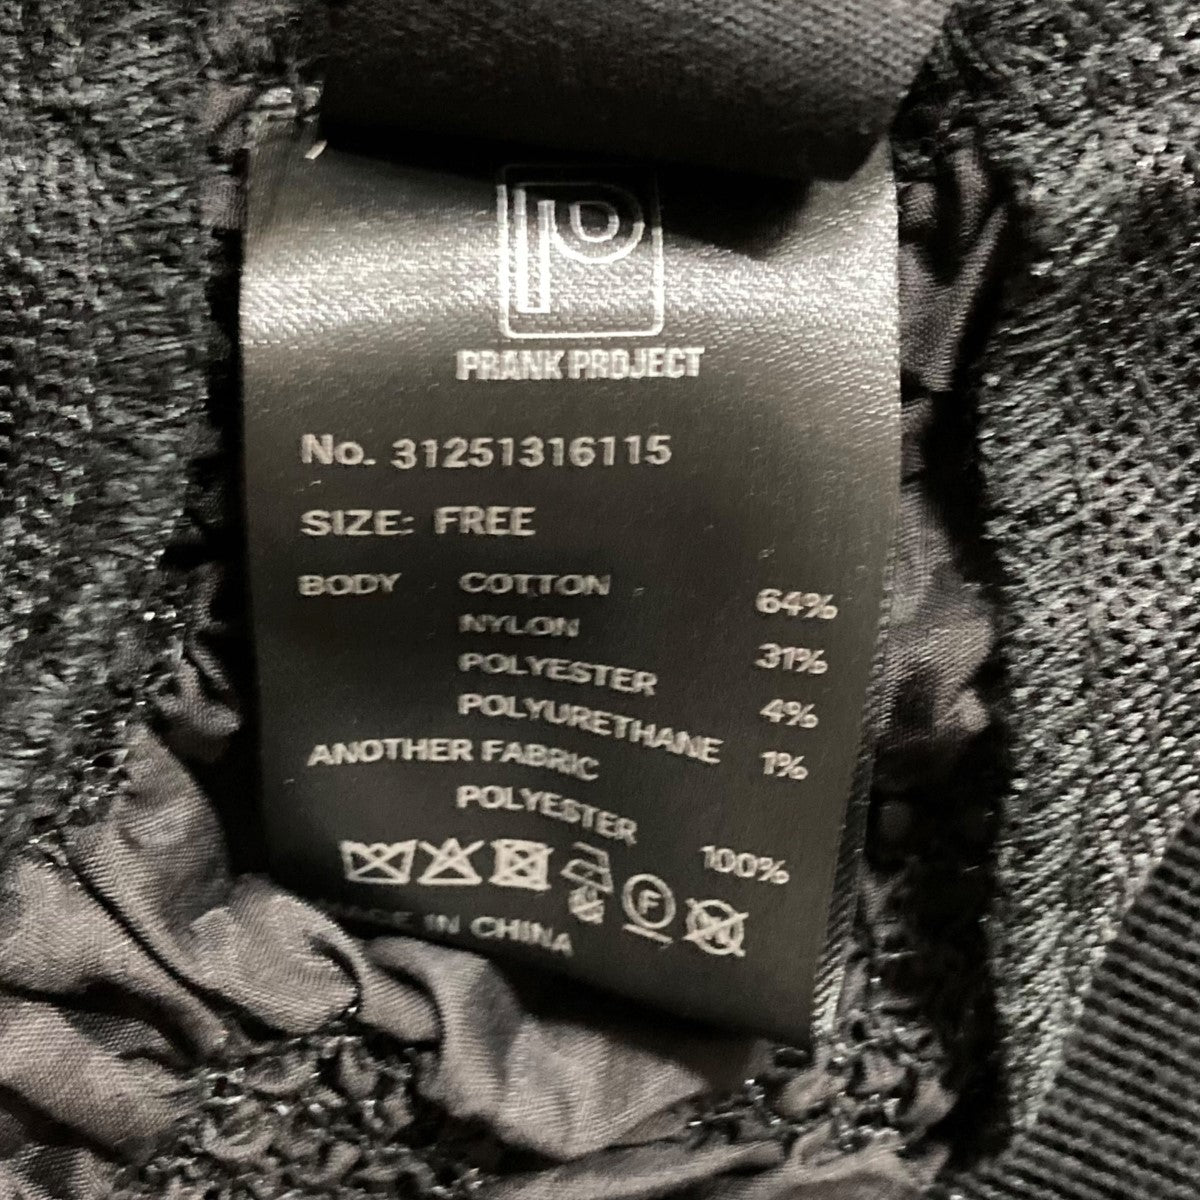 PRANK PROJECT
No. 31251316115
SIZE: FREE
BODY COTTON 64%
NYLON 31%
POLYESTER 4%
POLYURETHANE 1%
ANOTHER FABRIC
POLYESTER 100%
F
W
MADE IN CHINA